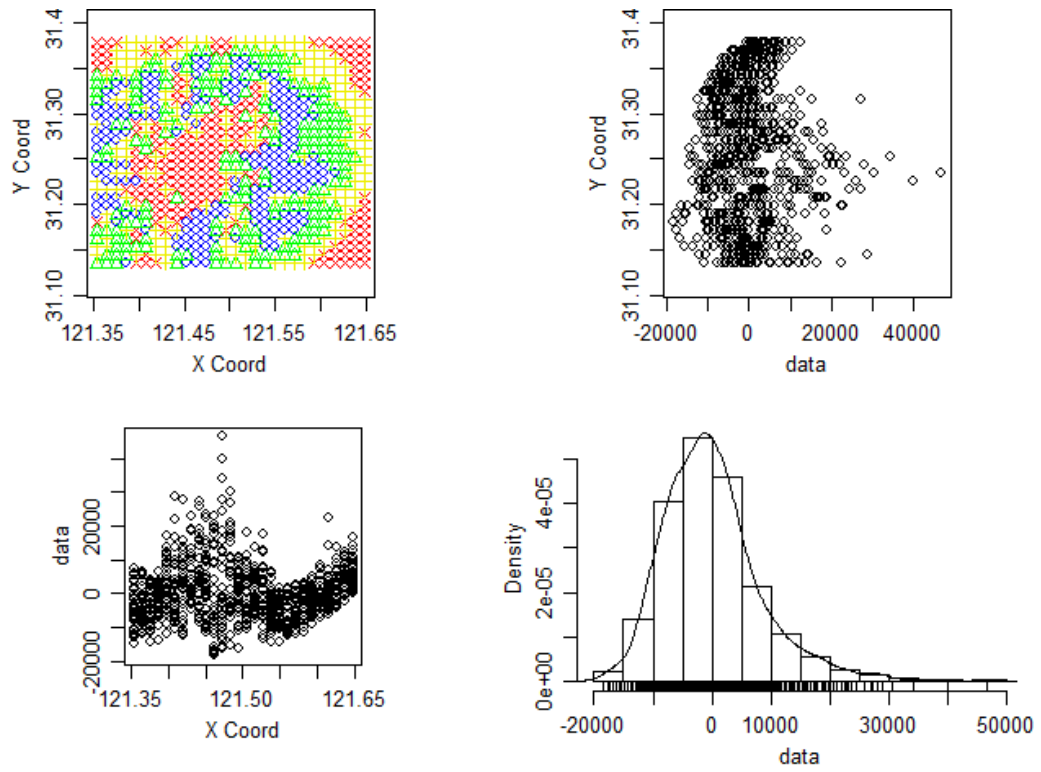 31.4
31.30
31.20
31.10
Y Coord
121.35 121.45 121.55 121.65
X Coord
31.4
31.30
31.20
31.10
Y Coord
-20000 0 20000 40000
data
20000
0
-20000
data
121.35 121.50 121.65
X Coord
4e-05
2e-05
0e+00
Density
-20000 0 10000 30000 50000
data